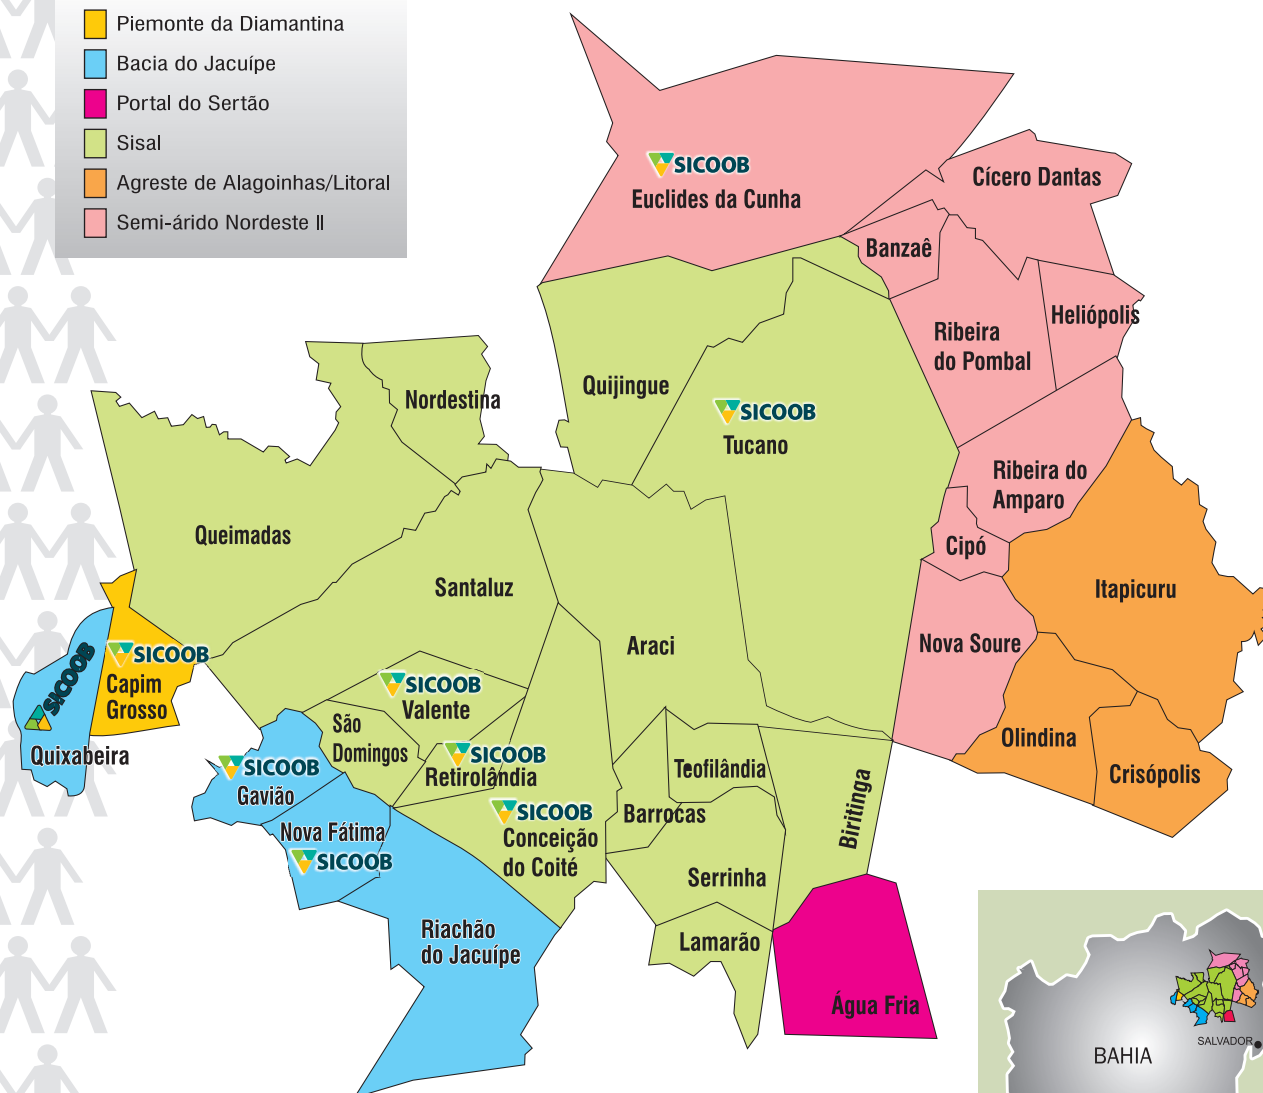 Piemonte da Diamantina
Bacia do Jacuípe
Portal do Sertão
Sisal
Agreste de Alagoinhas/Litoral
Semi-árido Nordeste II
SICOOB
Euclides da Cunha
Cícero Dantas
Banzaê
Heliópolis
Ribeira
do Pombal
Quijingue
Nordestina
SICOOB
Tucano
Ribeira do
Amparo
Queimadas
Cipó
Santaluz
Itapicuru
Araci
Nova Soure
SICOOB
Capim
Grosso
SICOOB
Quixabeira
SICOOB
Valente
São
Domingos
SICOOB
Retirolândia
Olindina
Crisópolis
Teofilândia
SICOOB
Gavião
Barrocas
Biritinga
SICOOB
Conceição
do Coité
Nova Fátima
SICOOB
Serrinha
Riachão
do Jacuípe
Lamarão
Água Fria
BAHIA
SALVADOR